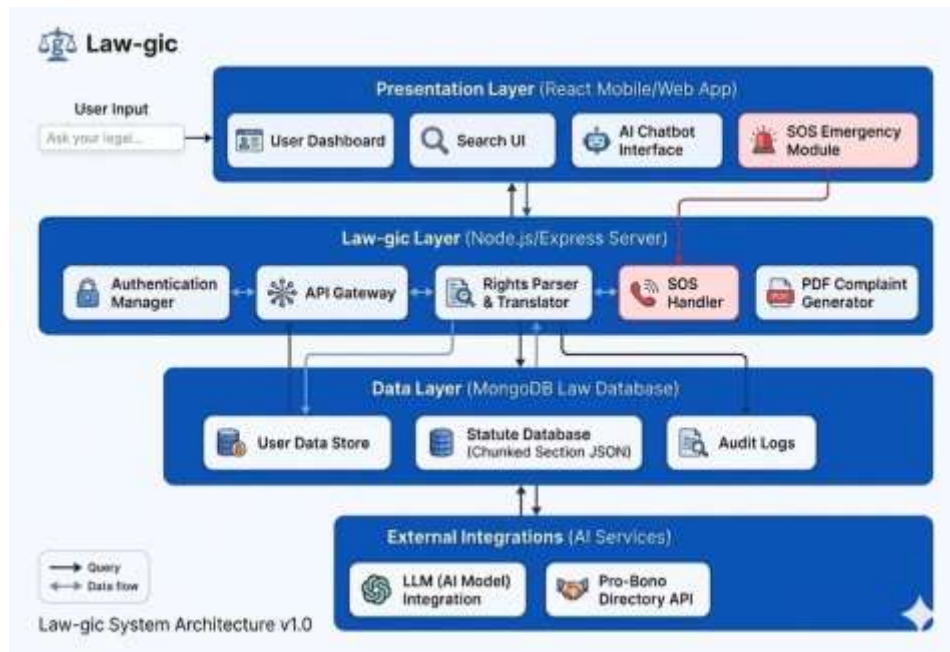 Law-gic
Presentation Layer (React Mobile/Web App)
User Input
Ask your legal...
User Dashboard
Search UI
AI Chatbot
Interface
SOS Emergency
Module
Law-gic Layer (Node.js/Express Server)
Authentication
Manager
API Gateway
Rights Parser
& Translator
SOS
Handler
PDF
PDF Complaint
Generator
Data Layer (MongoDB Law Database)
User Data Store
Statute Database
(Chunked Section JSON)
Audit Logs
External Integrations (AI Services)
LLM (AI Model)
Integration
Pro-Bono
Directory API
Query
Data flow
Law-gic System Architecture v1.0